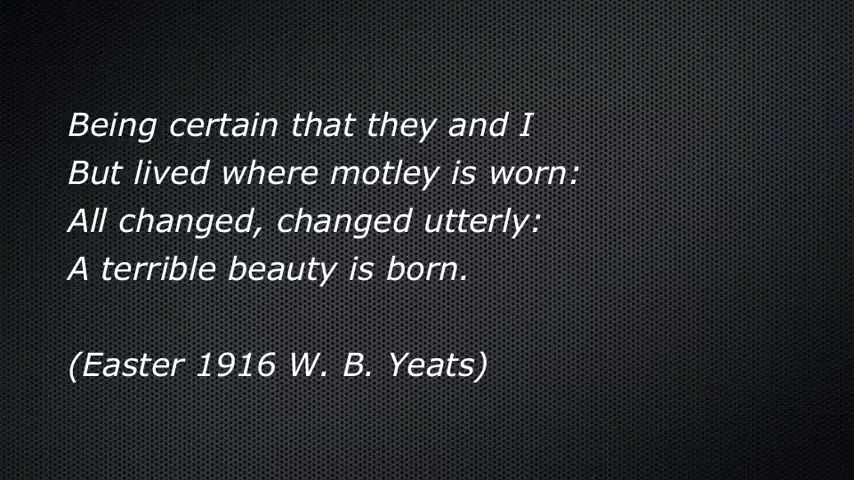 Being certain that they and I
But lived where motley is worn:
All changed, changed utterly:
A terrible beauty is born.
(Easter 1916 W. B. Yeats)